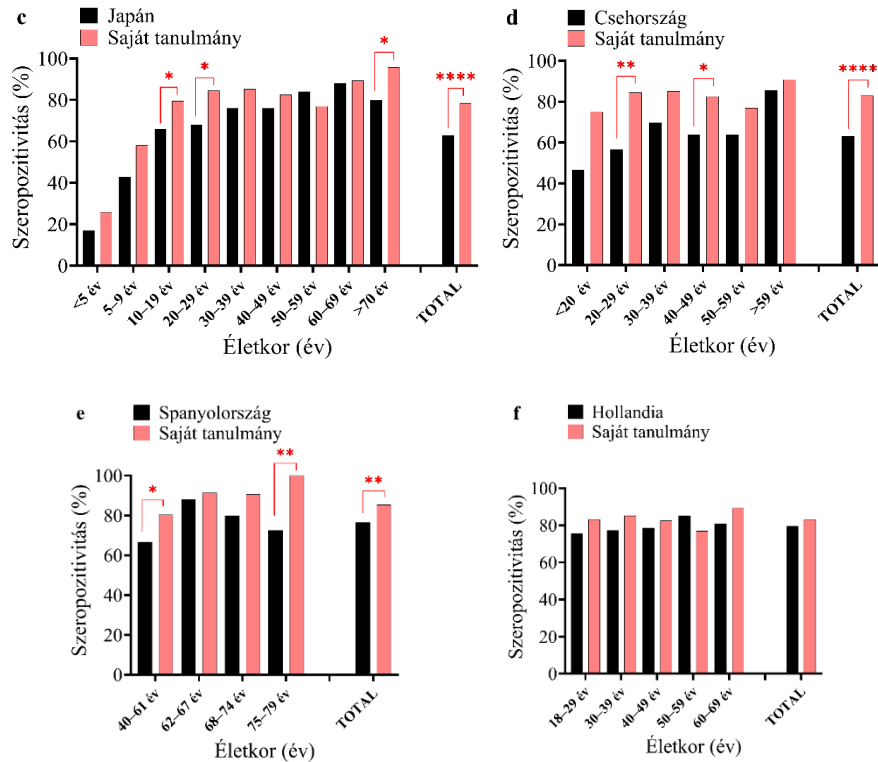 c
Japán
Saját tanulmány
Szeropozitivitás (%)
100
80
60
40
20
0
*
*
*
****
<5 év
5–9 év
10–19 év
20–29 év
30–39 év
40–49 év
50–59 év
60–69 év
>70 év
TOTAL
Életkor (év)
d
Csehország
Saját tanulmány
Szeropozitivitás (%)
100
80
60
40
20
0
**
*
****
<20 év
20–29 év
30–39 év
40–49 év
50–59 év
>59 év
TOTAL
Életkor (év)
e
Spanyolország
Saját tanulmány
Szeropozitivitás (%)
100
80
60
40
20
0
*
**
**
40–61 év
62–67 év
68–74 év
75–79 év
TOTAL
Életkor (év)
f
Hollandia
Saját tanulmány
Szeropozitivitás (%)
100
80
60
40
20
0
18–29 év
30–39 év
40–49 év
50–59 év
60–69 év
TOTAL
Életkor (év)